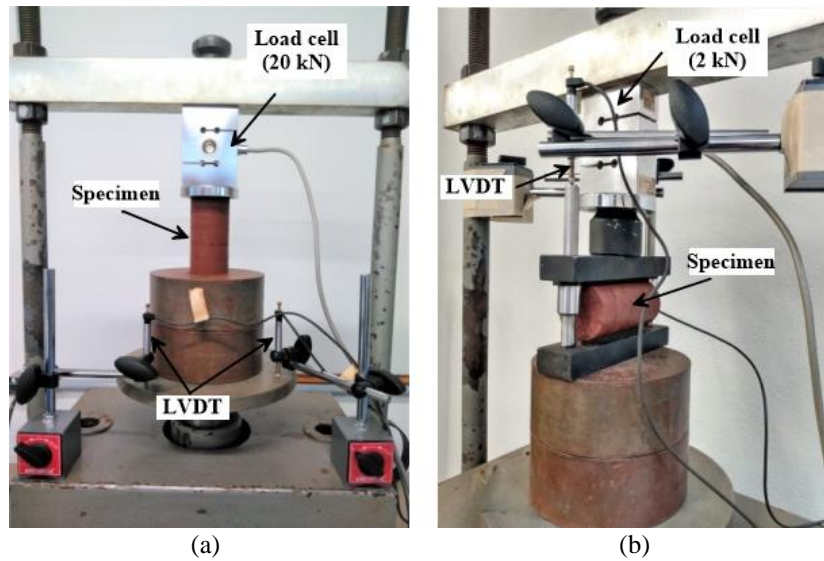 Load cell
(20 kN)
Specimen
LVDT
(a)
Load cell
(2 kN)
LVDT
Specimen
(b)